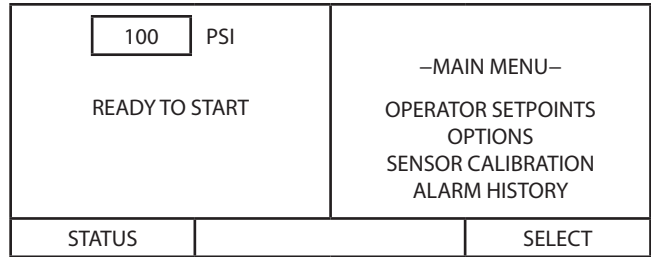 100 PSI
READY TO START
–MAIN MENU–
OPERATOR SETPOINTS
OPTIONS
SENSOR CALIBRATION
ALARM HISTORY
STATUS
SELECT